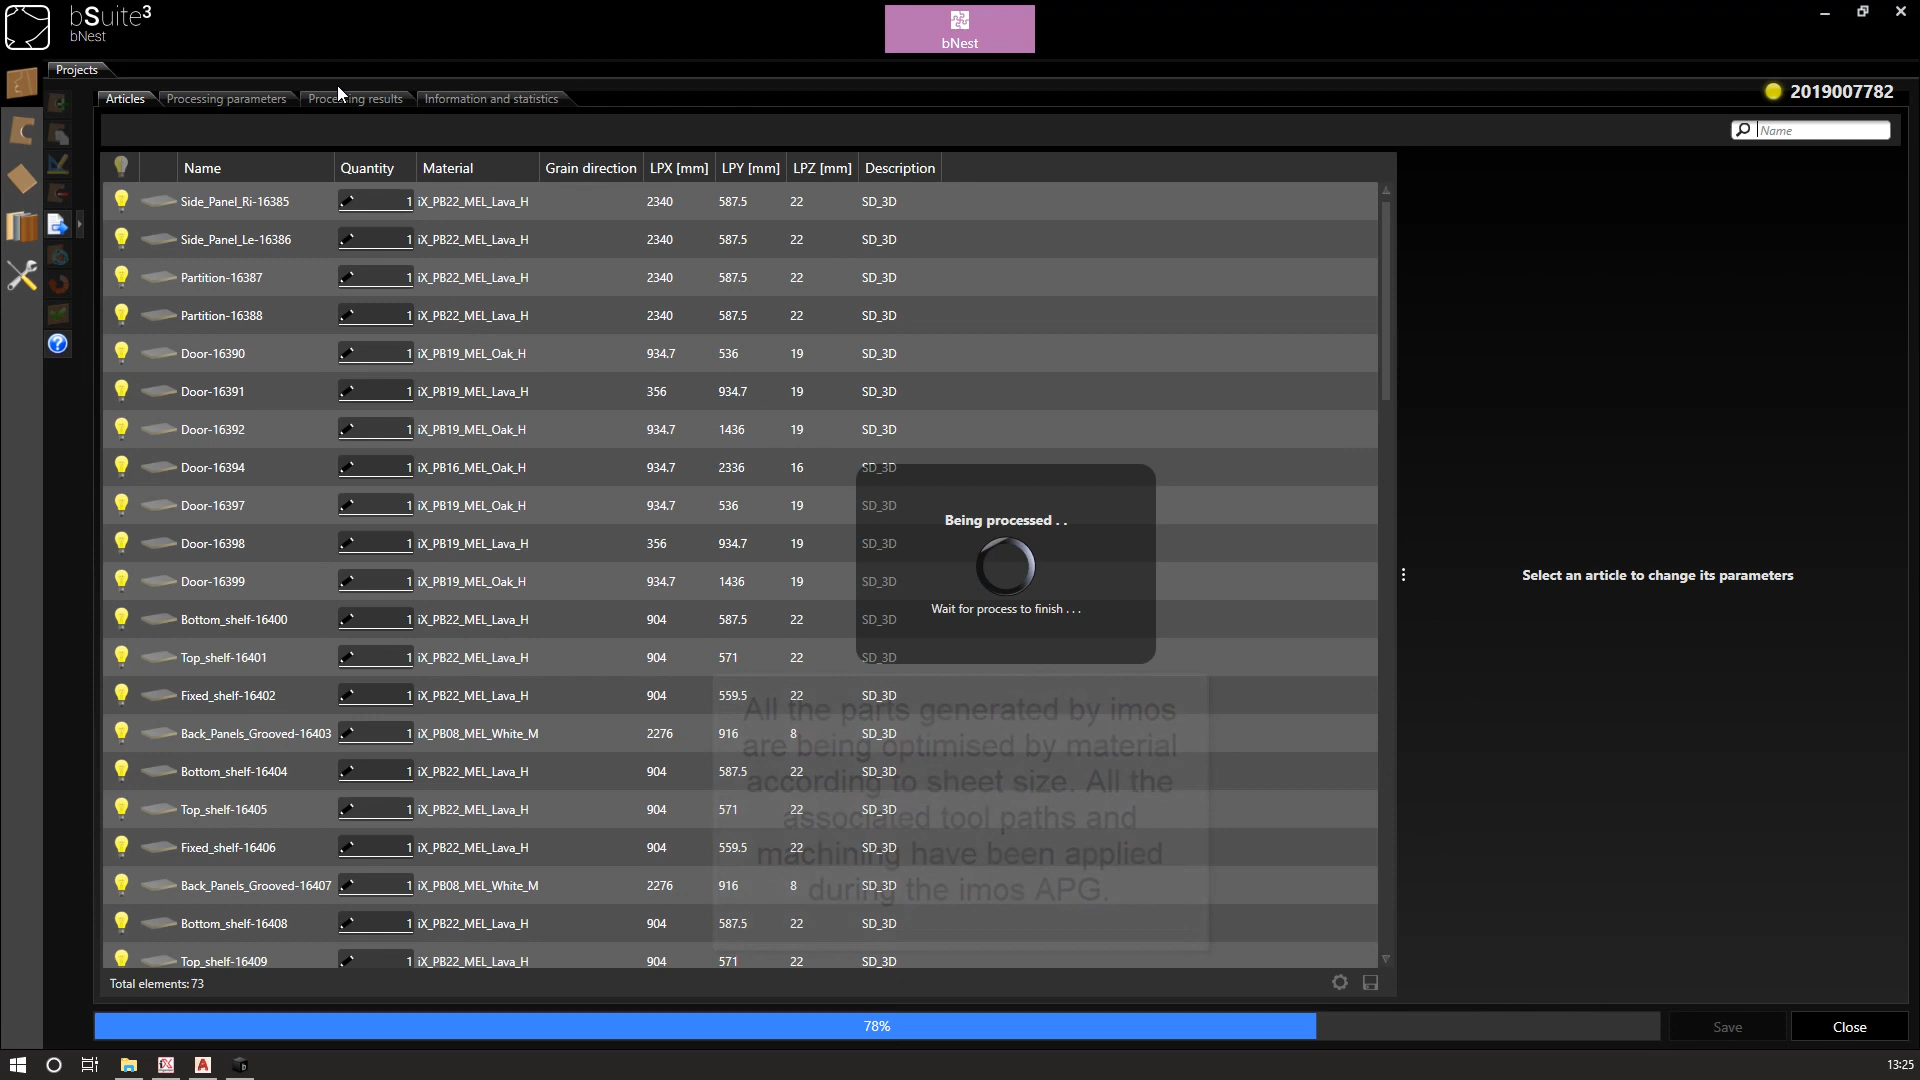 bSuite³
bNest
bNest
Projects
Articles Processing parameters Processing results Information and statistics
2019007782
Name
Name Quantity Material Grain direction LPX [mm] LPY [mm] LPZ [mm] Description
Side_Panel_Ri-16385 1 iX_PB22_MEL_Lava_H 2340 587.5 22 SD_3D
Side_Panel_Le-16386 1 iX_PB22_MEL_Lava_H 2340 587.5 22 SD_3D
Partition-16387 1 iX_PB22_MEL_Lava_H 2340 587.5 22 SD_3D
Partition-16388 1 iX_PB22_MEL_Lava_H 2340 587.5 22 SD_3D
Door-16390 1 iX_PB19_MEL_Oak_H 934.7 536 19 SD_3D
Door-16391 1 iX_PB19_MEL_Lava_H 356 934.7 19 SD_3D
Door-16392 1 iX_PB19_MEL_Oak_H 934.7 1436 19 SD_3D
Door-16394 1 iX_PB16_MEL_Oak_H 934.7 2336 16 SD_3D
Door-16397 1 iX_PB19_MEL_Oak_H 934.7 536 19 SD_3D
Door-16398 1 iX_PB19_MEL_Lava_H 356 934.7 19 SD_3D
Door-16399 1 iX_PB19_MEL_Oak_H 934.7 1436 19 SD_3D
Bottom_shelf-16400 1 iX_PB22_MEL_Lava_H 904 587.5 22 SD_3D
Top_shelf-16401 1 iX_PB22_MEL_Lava_H 904 571 22 SD_3D
Fixed_shelf-16402 1 iX_PB22_MEL_Lava_H 904 559.5 22 SD_3D
Back_Panels_Grooved-16403 1 iX_PB08_MEL_White_M 2276 916 8 SD_3D
Bottom_shelf-16404 1 iX_PB22_MEL_Lava_H 904 587.5 22 SD_3D
Top_shelf-16405 1 iX_PB22_MEL_Lava_H 904 571 22 SD_3D
Fixed_shelf-16406 1 iX_PB22_MEL_Lava_H 904 559.5 22 SD_3D
Back_Panels_Grooved-16407 1 iX_PB08_MEL_White_M 2276 916 8 SD_3D
Bottom_shelf-16408 1 iX_PB22_MEL_Lava_H 904 587.5 22 SD_3D
Top_shelf-16409 1 iX_PB22_MEL_Lava_H 904 571 22 SD_3D
Being processed . .
Wait for process to finish . . .
All the parts generated by imos
are being optimised by material
according to sheet size. All the
associated tool paths and
machining have been applied
during the imos APG.
Select an article to change its parameters
Total elements: 73
78%
Save
Close
13:25